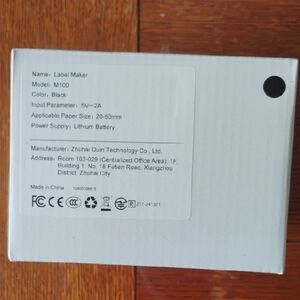 Name: Label Maker
Model: M100
Color: Black
Input Parameter: 5V⎓2A
Applicable Paper Size: 20-50mm
Power Supply: Lithium Battery
Manufacturer: Zhuhai Quin Technology Co., Ltd.
Address: Room 103-029 (Centralized Office Area), 1F,
Building 1, No. 18 Futian Road, Xiangzhou
District, Zhuhai City
Made in China